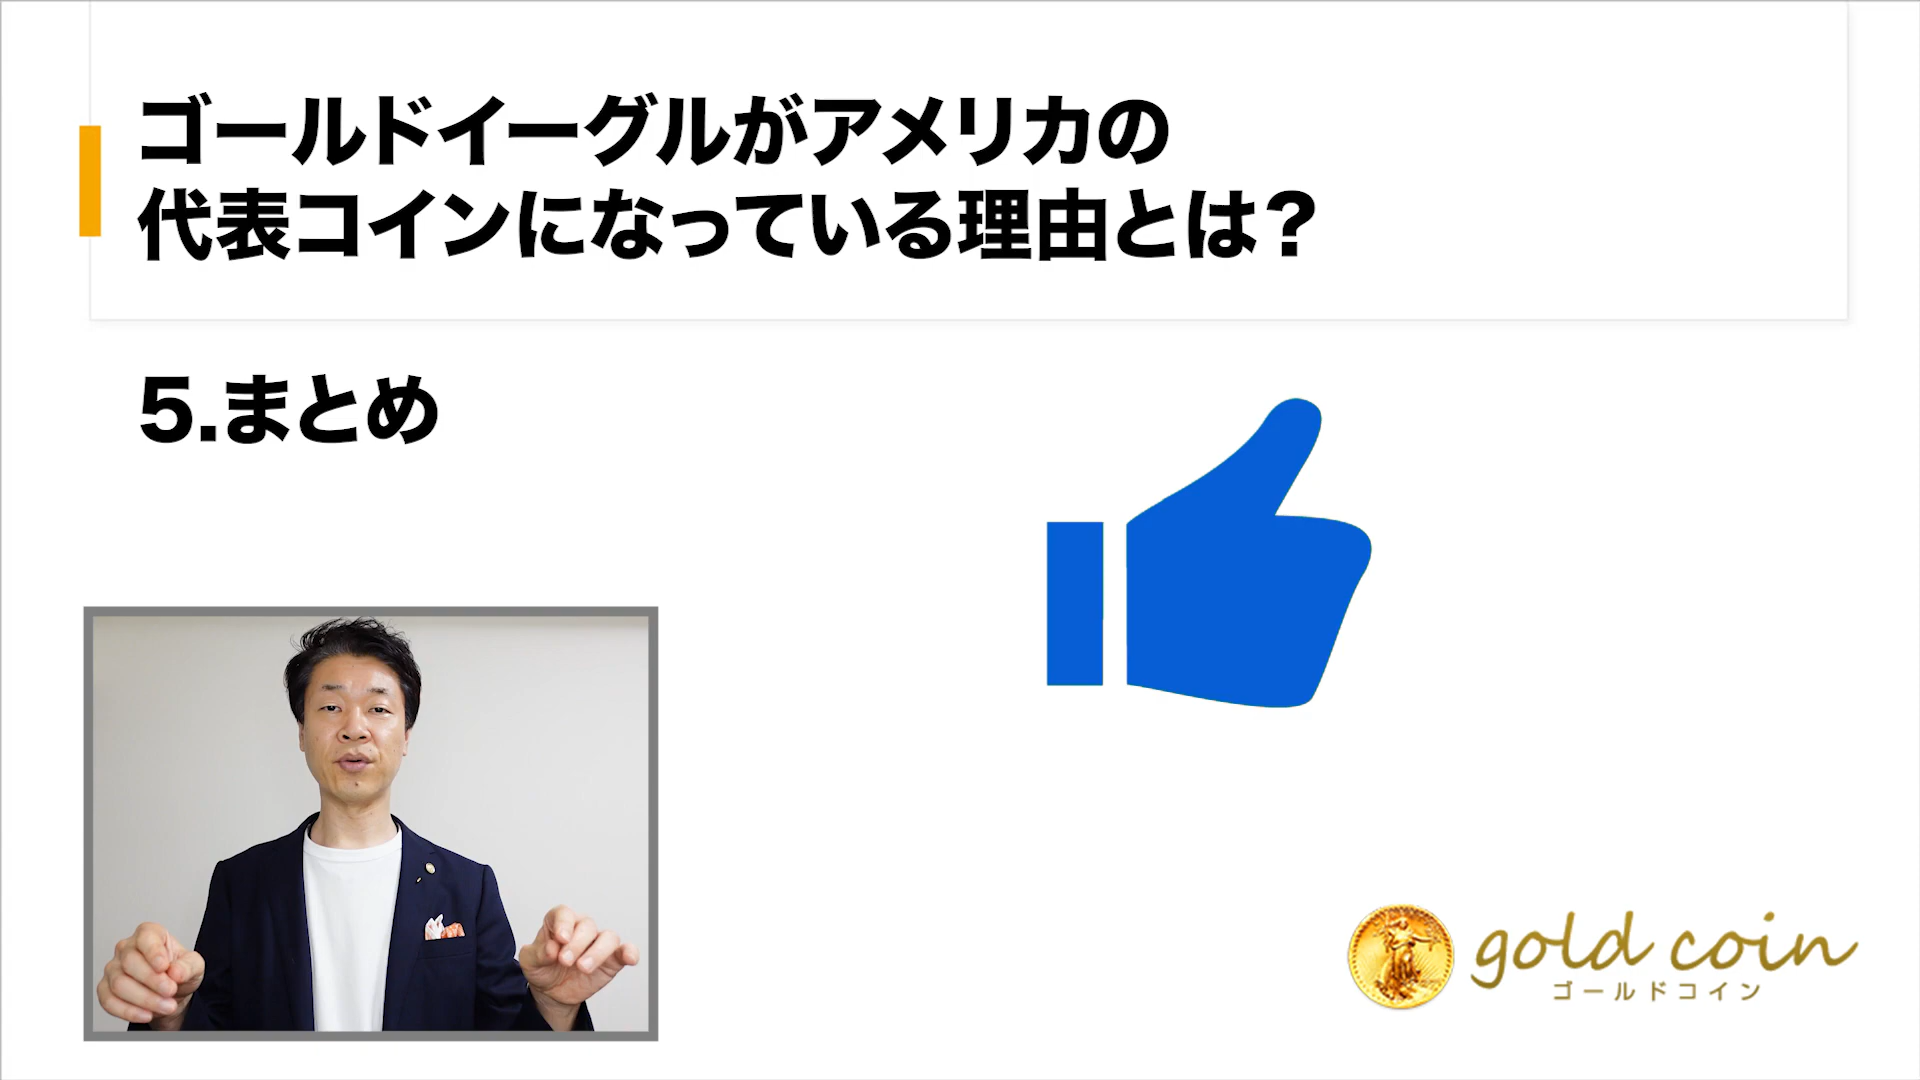 ゴールドイーグルがアメリカの
代表コインになっている理由とは？
5.まとめ
gold coin
ゴールドコイン